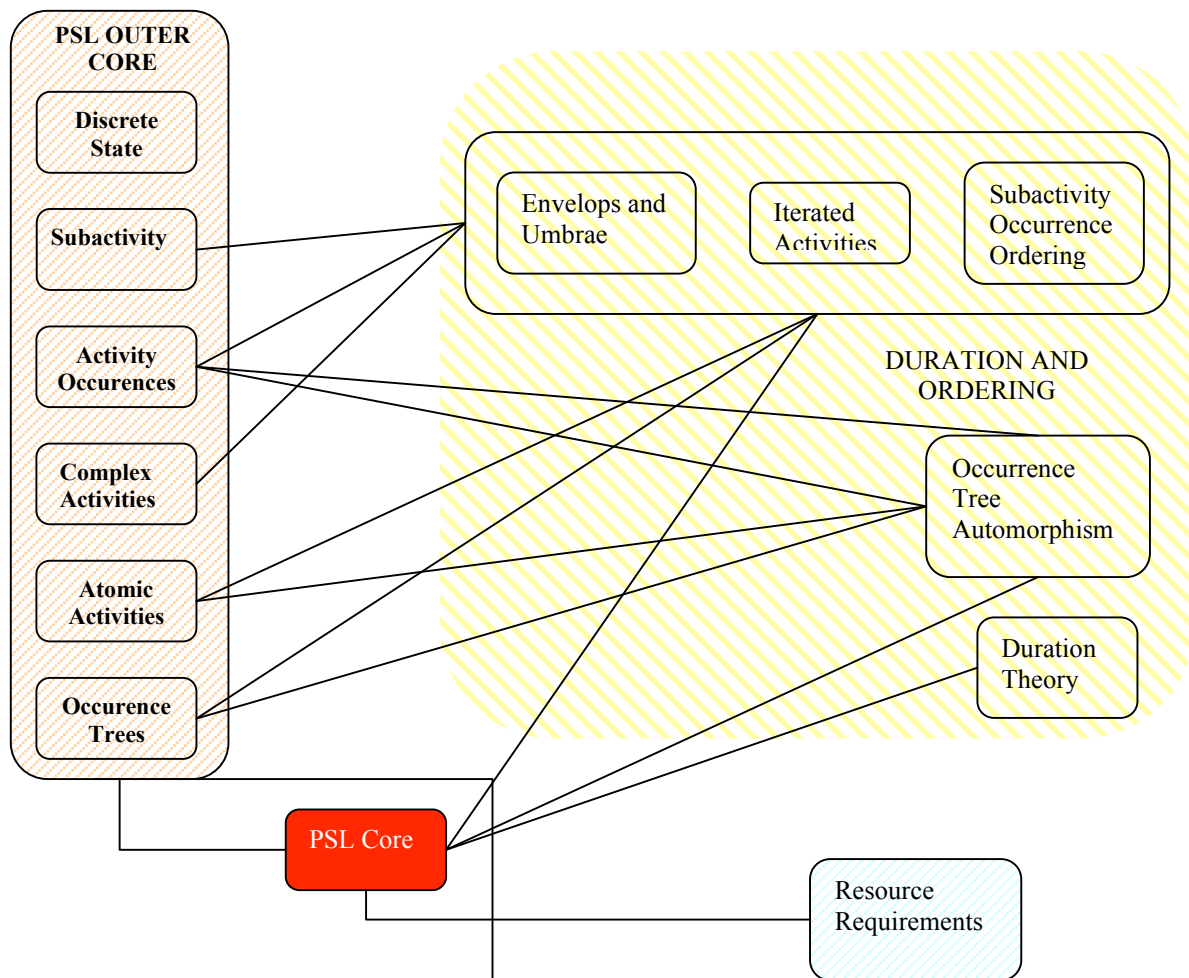 PSL OUTER
CORE
Discrete
State
Subactivity
Activity
Occurences
Complex
Activities
Atomic
Activities
Occurence
Trees
Envelops and
Umbrae
Iterated
Activities
Subactivity
Occurrence
Ordering
DURATION AND
ORDERING
Occurrence
Tree
Automorphism
Duration
Theory
PSL Core
Resource
Requirements